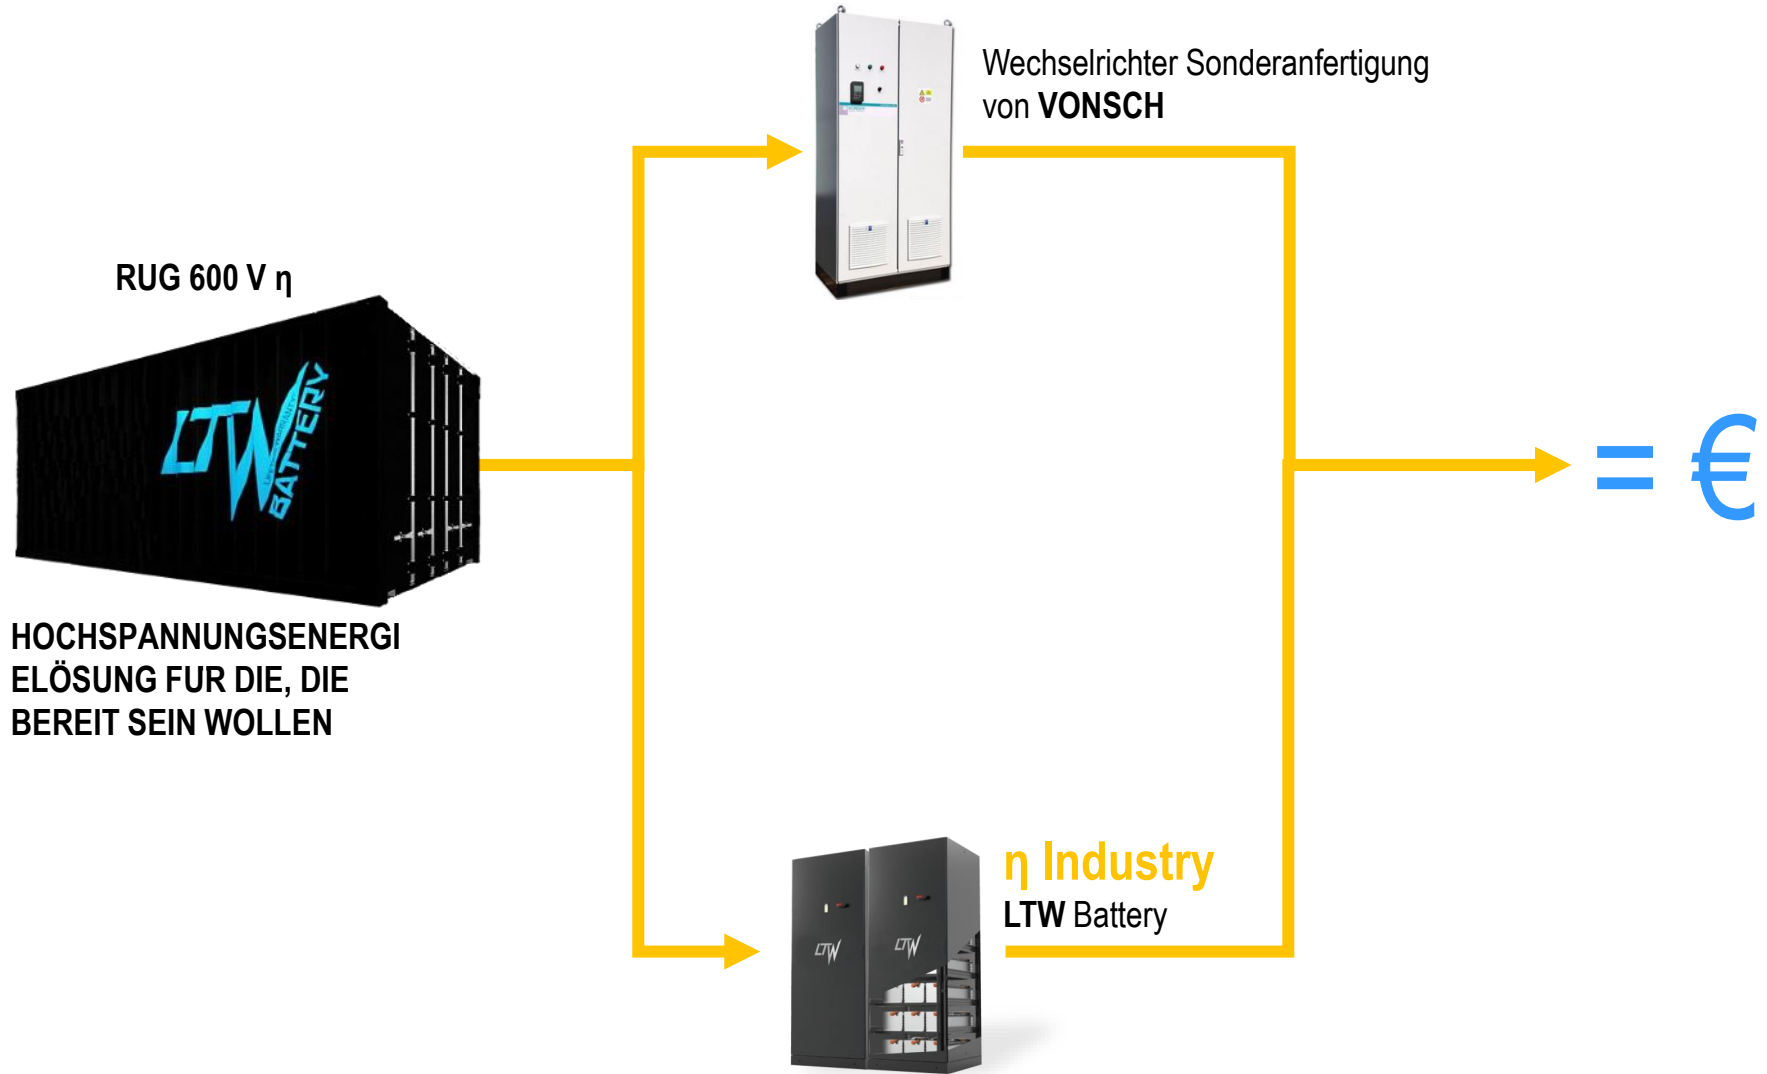 Wechselrichter Sonderanfertigung
von VONSCH
RUG 600 V η
LTW
BATTERY
HOCHSPANNUNGSENERGI
ELÖSUNG FUR DIE, DIE
BEREIT SEIN WOLLEN
= €
η Industry
LTW Battery
LTW
LTW